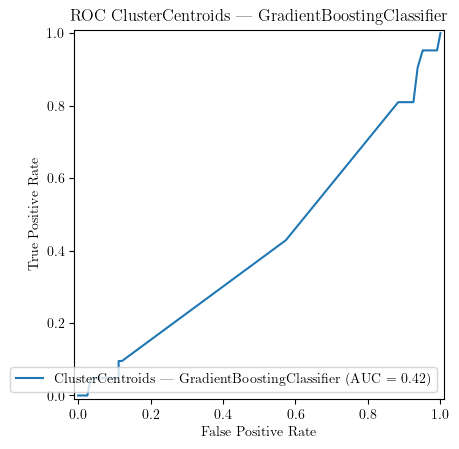 ROC ClusterCentroids — GradientBoostingClassifier
1.0
0.8
0.6
0.4
0.2
0.0
True Positive Rate
ClusterCentroids — GradientBoostingClassifier (AUC = 0.42)
0.0 0.2 0.4 0.6 0.8 1.0
False Positive Rate